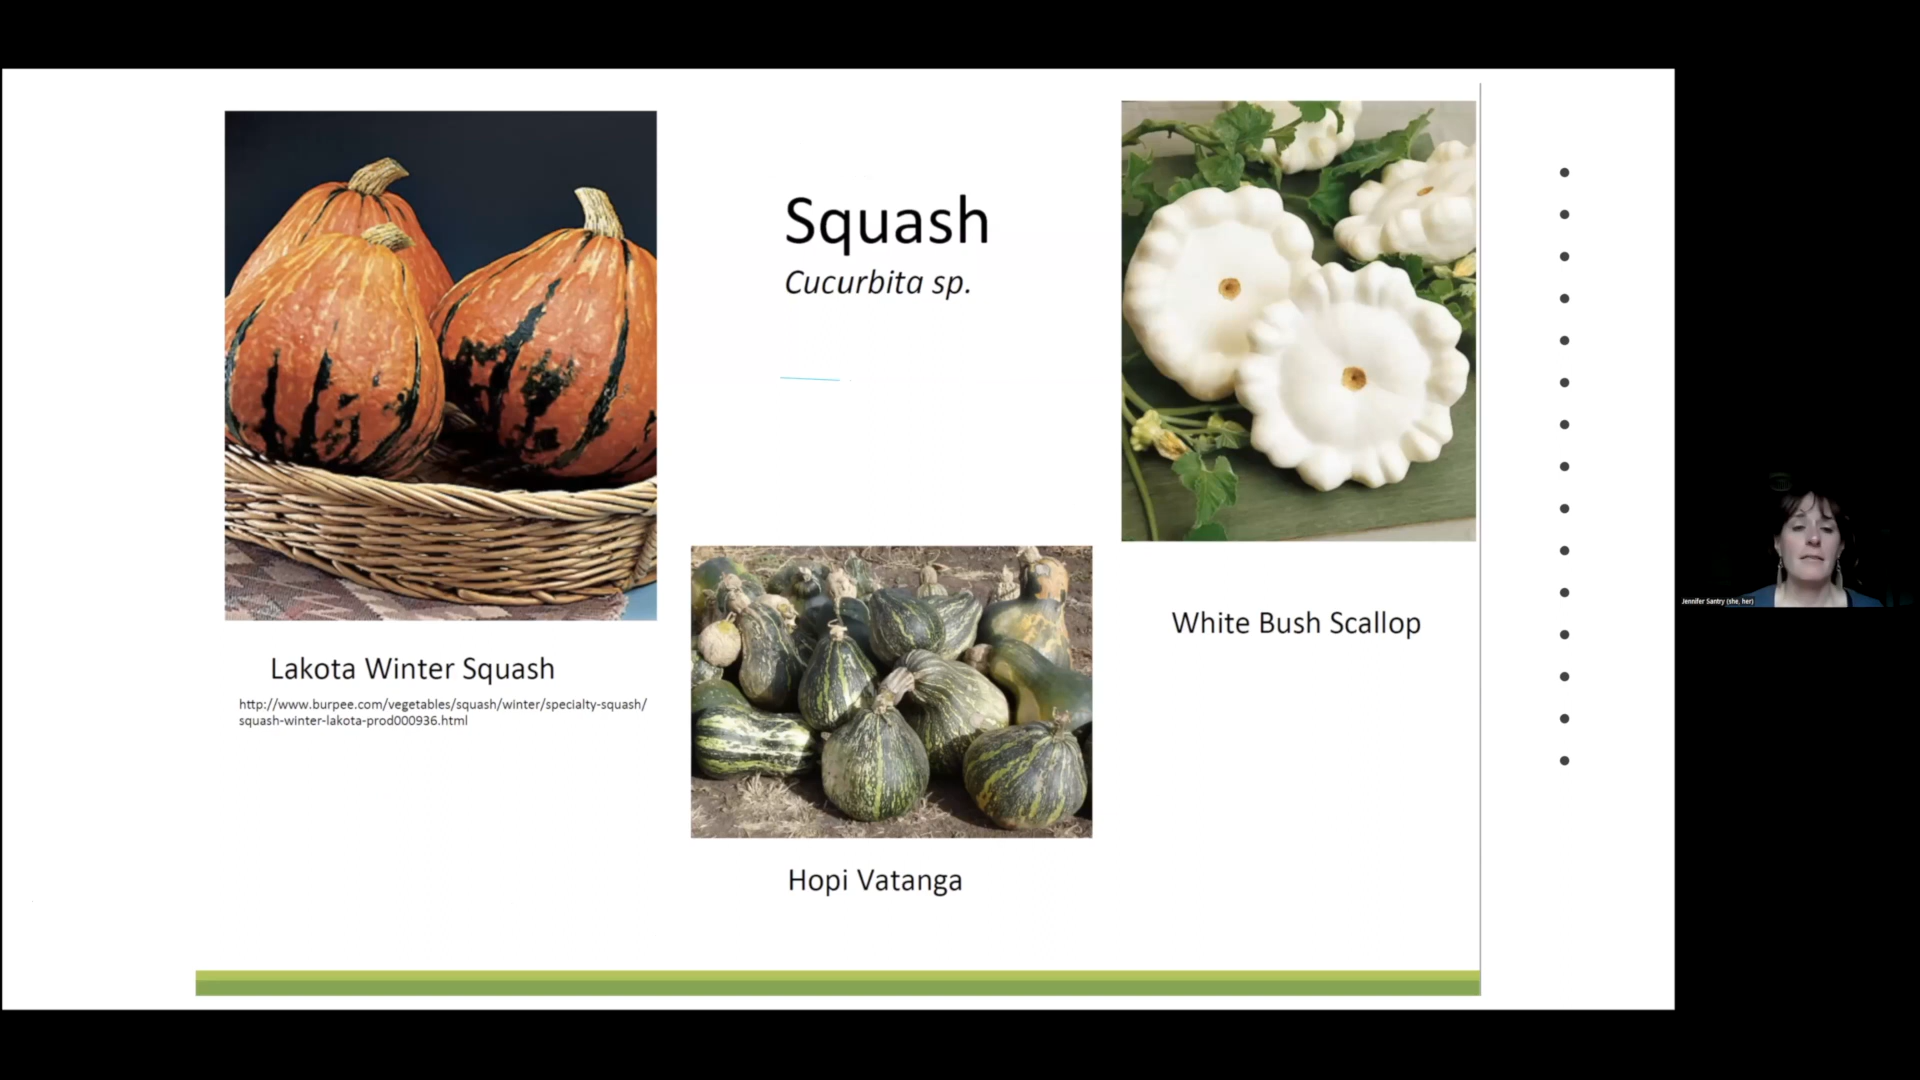 Squash
Cucurbita sp.
Lakota Winter Squash
http://www.burpee.com/vegetables/squash/winter/specialty-squash/
squash-winter-lakota-prod000936.html
Hopi Vatanga
White Bush Scallop
Jennifer Santry (she, her)